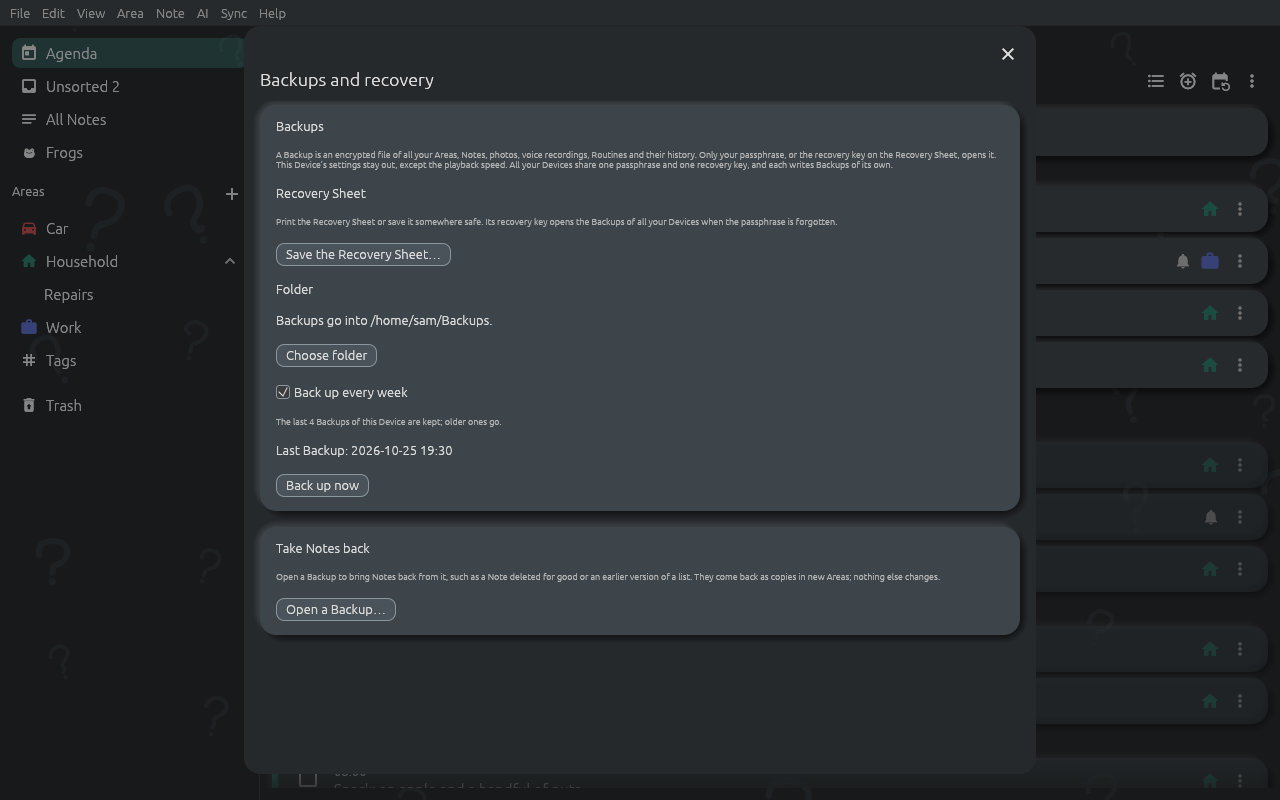 File Edit View Area Note AI Sync Help
Agenda
Unsorted 2
All Notes
Frogs
Areas
Car
Household
Repairs
Work
Tags
Trash
Backups and recovery
Backups
A Backup is an encrypted file of all your Areas, Notes, photos, voice recordings, Routines and their history. Only your passphrase, or the recovery key on the Recovery Sheet, opens it.
This Device's settings stay out, except the playback speed. All your Devices share one passphrase and one recovery key, and each writes Backups of its own.
Recovery Sheet
Print the Recovery Sheet or save it somewhere safe. Its recovery key opens the Backups of all your Devices when the passphrase is forgotten.
Save the Recovery Sheet…
Folder
Backups go into /home/sam/Backups.
Choose folder
Back up every week
The last 4 Backups of this Device are kept; older ones go.
Last Backup: 2026-10-25 19:30
Back up now
Take Notes back
Open a Backup to bring Notes back from it, such as a Note deleted for good or an earlier version of a list. They come back as copies in new Areas; nothing else changes.
Open a Backup…